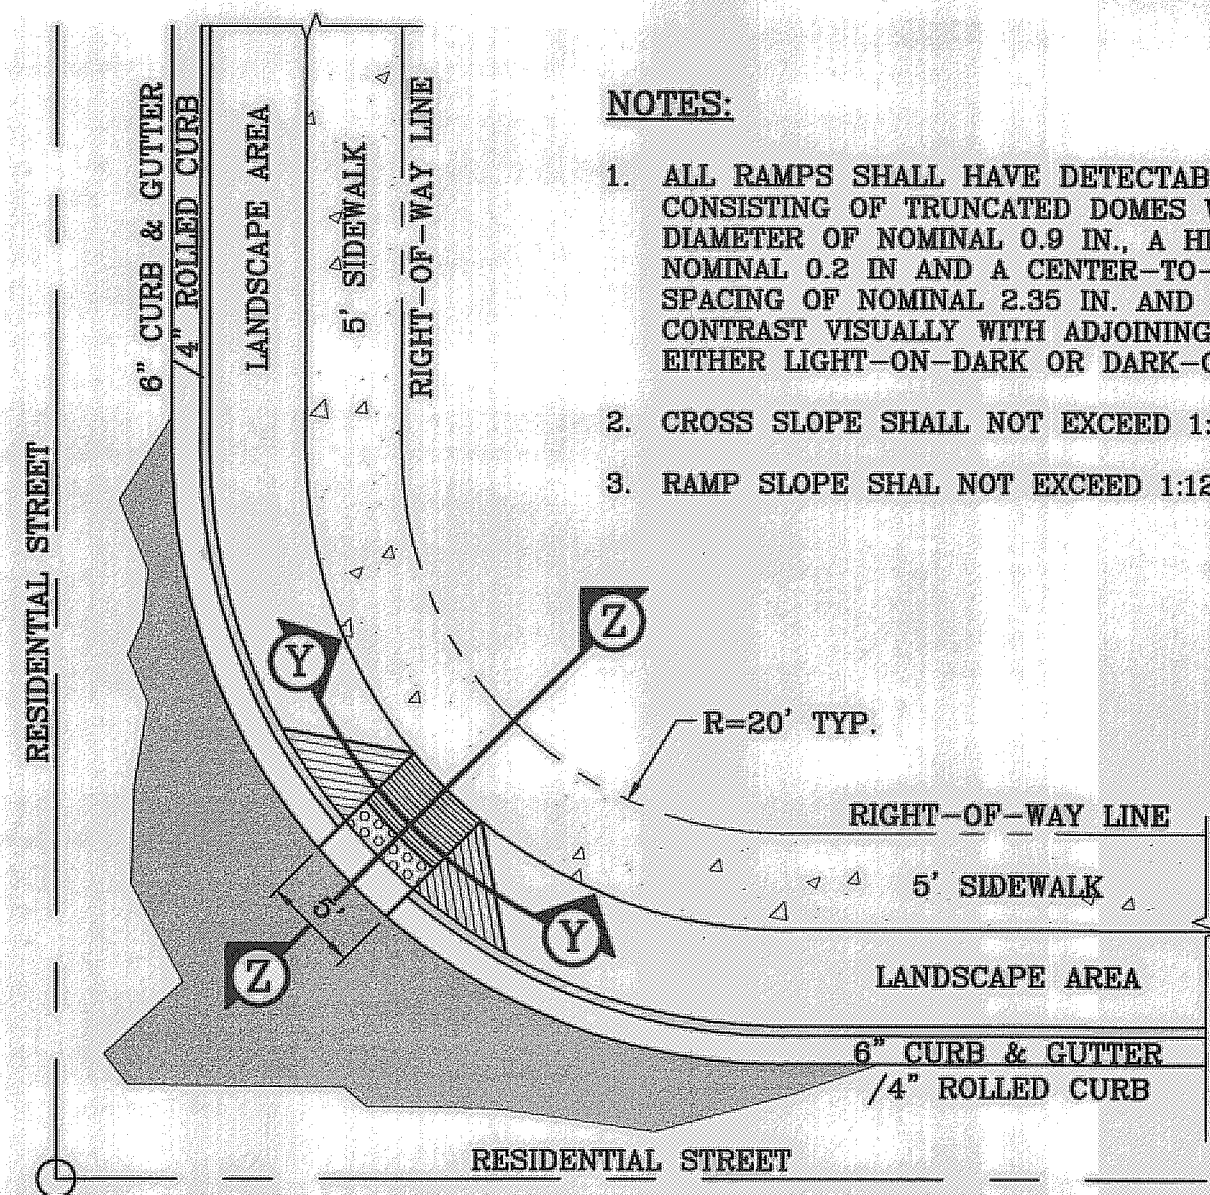 NOTES:
1. ALL RAMPS SHALL HAVE DETECTAB
CONSISTING OF TRUNCATED DOMES
DIAMETER OF NOMINAL 0.9 IN., A
NOMINAL 0.2 IN AND A CENTER-TO-
SPACING OF NOMINAL 2.35 IN. AND
CONTRAST VISUALLY WITH ADJOINING
EITHER LIGHT-ON-DARK OR DARK-
2. CROSS SLOPE SHALL NOT EXCEED 1:
3. RAMP SLOPE SHAL NOT EXCEED 1:12
6" CURB & GUTTER
/4" ROLLED CURB
LANDSCAPE AREA
5' SIDEWALK
RIGHT-OF-WAY LINE
RESIDENTIAL STREET
Z
Y
R=20' TYP.
RIGHT-OF-WAY LINE
5' SIDEWALK
Y
5'
Z
LANDSCAPE AREA
6" CURB & GUTTER
/4" ROLLED CURB
RESIDENTIAL STREET